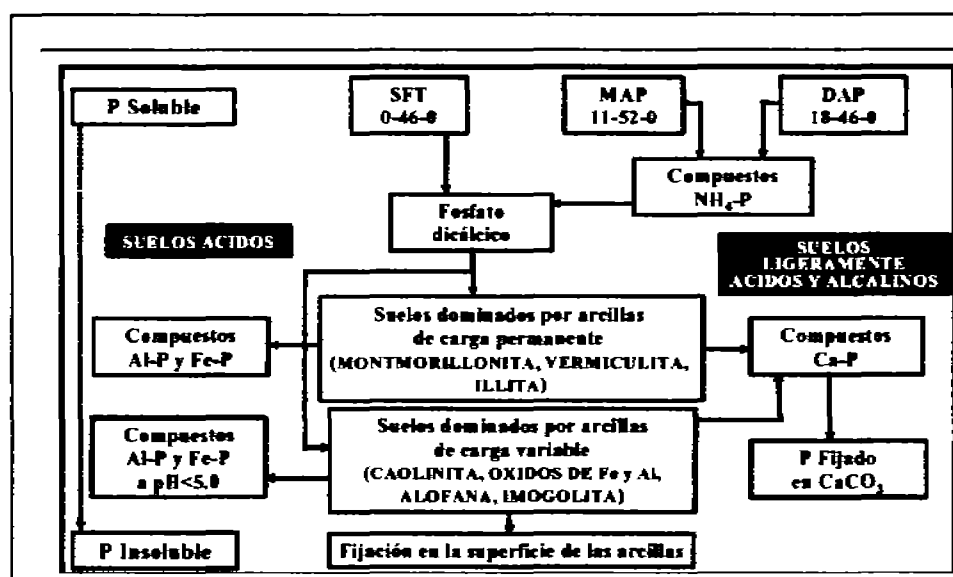 P Soluble
SFT
0-46-0
MAP
11-52-0
DAP
18-46-0
Compuestos
NH4-P
Fosfato
dicálcico
SUELOS ACIDOS
SUELOS
LIGERAMENTE
ACIDOS Y ALCALINOS
Compuestos
Al-P y Fe-P
Suelos dominados por arcillas
de carga permanente
(MONTMORILLONITA, VERMICULITA,
ILLITA)
Compuestos
Ca-P
Compuestos
Al-P y Fe-P
a pH<5.0
Suelos dominados por arcillas
de carga variable
(CAOLINITA, OXIDOS DE Fe y Al,
ALOFANA, IMOGOLITA)
P Fijado
en CaCO3
P Insoluble
Fijación en la superficie de las arcillas